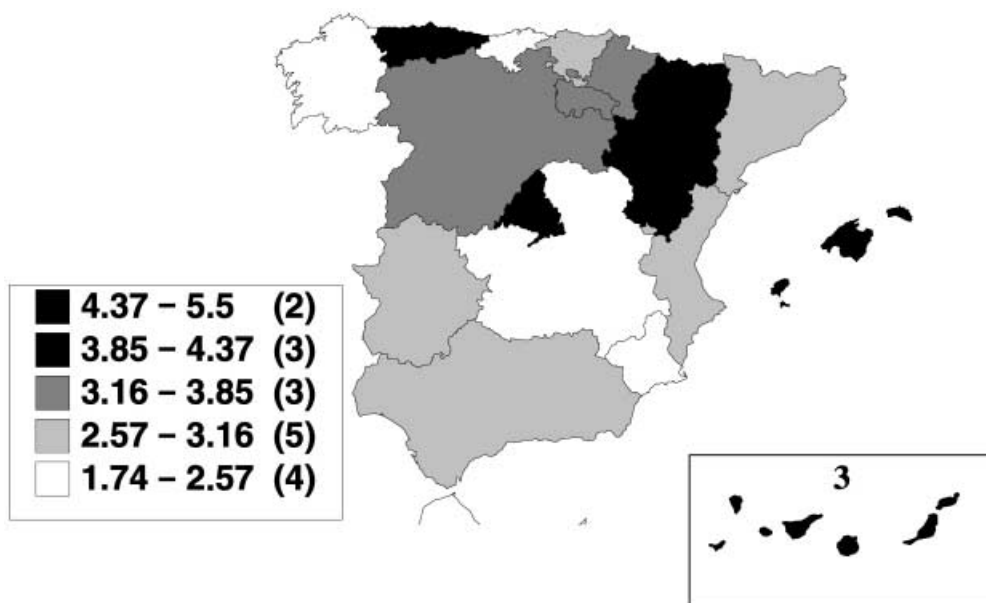 4.37 – 5.5 (2)
3.85 – 4.37 (3)
3.16 – 3.85 (3)
2.57 – 3.16 (5)
1.74 – 2.57 (4)
3